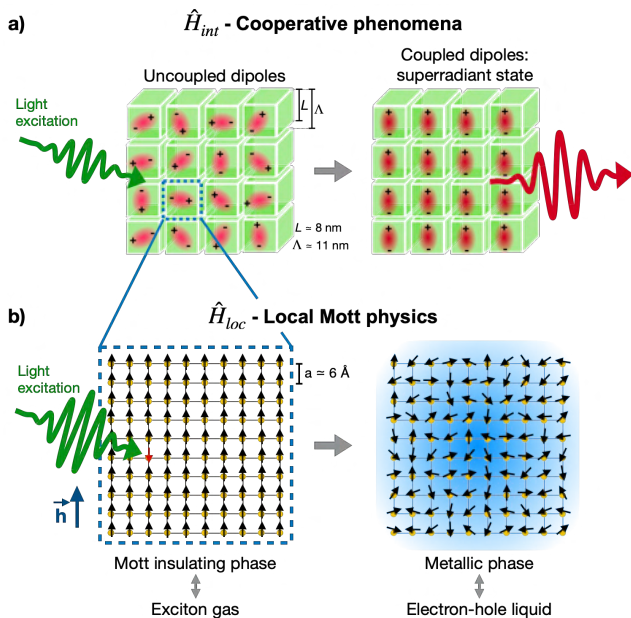 a) Ĥint - Cooperative phenomena
Uncoupled dipoles
Coupled dipoles:
superradiant state
Light
excitation
L
Λ
L ≈ 8 nm
Λ ≈ 11 nm
b) Ĥloc - Local Mott physics
Light
excitation
a ≃ 6 Å
h
Mott insulating phase
Metallic phase
Exciton gas
Electron-hole liquid